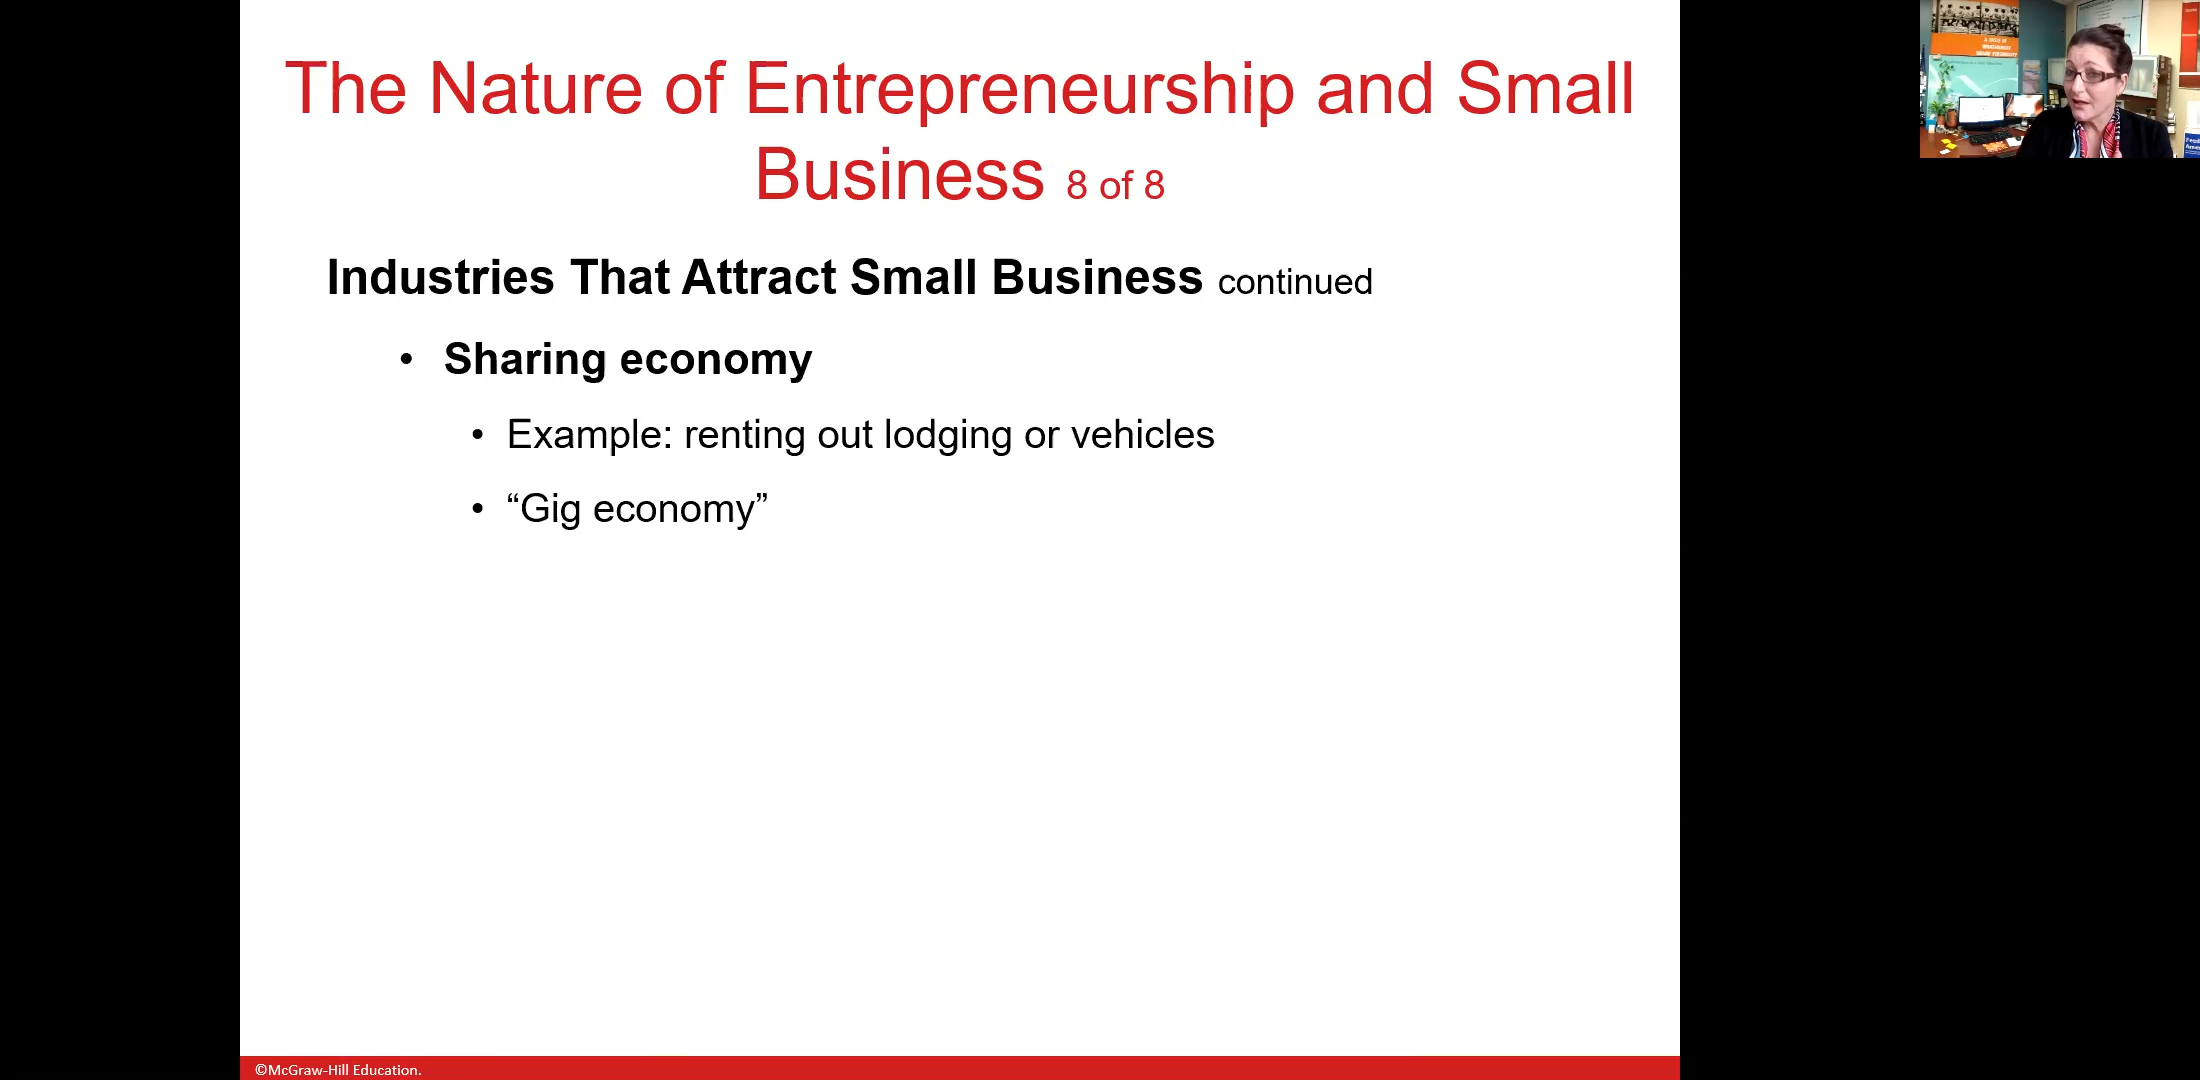 The Nature of Entrepreneurship and Small
Business 8 of 8
Industries That Attract Small Business continued
• Sharing economy
• Example: renting out lodging or vehicles
• “Gig economy”
©McGraw-Hill Education.